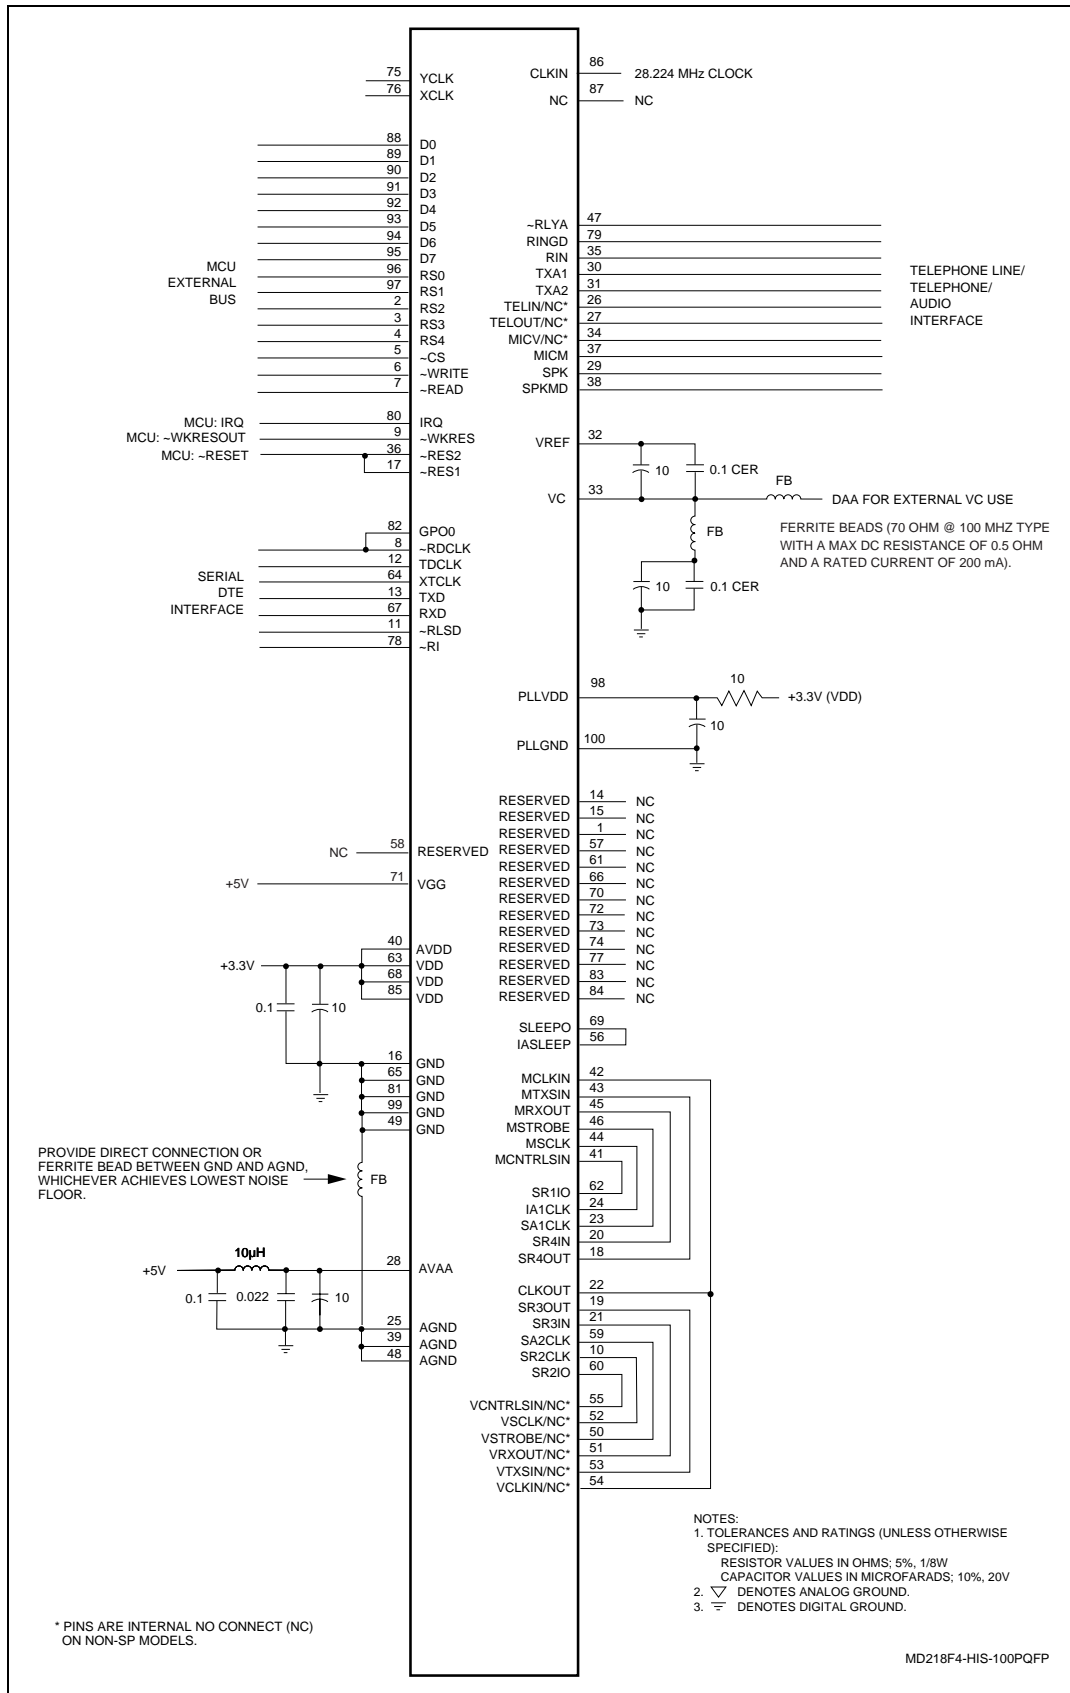 75 YCLK
76 XCLK
88 D0
89 D1
90 D2
91 D3
92 D4
93 D5
94 D6
95 D7
96 RS0
97 RS1
2 RS2
3 RS3
4 RS4
5 ~CS
6 ~WRITE
7 ~READ
MCU
EXTERNAL
BUS
MCU: IRQ 80 IRQ
MCU: ~WKRESOUT 9 ~WKRES
MCU: ~RESET 36 ~RES2
17 ~RES1
82 GPO0
8 ~RDCLK
12 TDCLK
64 XTCLK
13 TXD
67 RXD
11 ~RLSD
78 ~RI
SERIAL
DTE
INTERFACE
NC 58 RESERVED
+5V 71 VGG
40 AVDD
+3.3V 63 VDD
68 VDD
85 VDD
0.1 10
16 GND
65 GND
81 GND
99 GND
49 GND
PROVIDE DIRECT CONNECTION OR
FERRITE BEAD BETWEEN GND AND AGND,
WHICHEVER ACHIEVES LOWEST NOISE
FLOOR.
FB
10µH
+5V 28 AVAA
0.1 0.022 10
25 AGND
39 AGND
48 AGND
CLKIN 86 28.224 MHz CLOCK
NC 87 NC
~RLYA 47
RINGD 79
RIN 35
TXA1 30
TXA2 31
TELIN/NC* 26
TELOUT/NC* 27
MICV/NC* 34
MICM 37
SPK 29
SPKMD 38
TELEPHONE LINE/
TELEPHONE/
AUDIO
INTERFACE
VREF 32
10 0.1 CER
VC 33 FB DAA FOR EXTERNAL VC USE
FB
10 0.1 CER
FERRITE BEADS (70 OHM @ 100 MHZ TYPE
WITH A MAX DC RESISTANCE OF 0.5 OHM
AND A RATED CURRENT OF 200 mA).
PLLVDD 98 10 +3.3V (VDD)
10
PLLGND 100
RESERVED 14 NC
RESERVED 15 NC
RESERVED 1 NC
RESERVED 57 NC
RESERVED 61 NC
RESERVED 66 NC
RESERVED 70 NC
RESERVED 72 NC
RESERVED 73 NC
RESERVED 74 NC
RESERVED 77 NC
RESERVED 83 NC
RESERVED 84 NC
SLEEPO 69
IASLEEP 56
MCLKIN 42
MTXSIN 43
MRXOUT 45
MSTROBE 46
MSCLK 44
MCNTRLSIN 41
SR1IO 62
IA1CLK 24
SA1CLK 23
SR4IN 20
SR4OUT 18
CLKOUT 22
SR3OUT 19
SR3IN 21
SA2CLK 59
SR2CLK 10
SR2IO 60
VCNTRLSIN/NC* 55
VSCLK/NC* 52
VSTROBE/NC* 50
VRXOUT/NC* 51
VTXSIN/NC* 53
VCLKIN/NC* 54
NOTES:
1. TOLERANCES AND RATINGS (UNLESS OTHERWISE
SPECIFIED):
RESISTOR VALUES IN OHMS; 5%, 1/8W
CAPACITOR VALUES IN MICROFARADS; 10%, 20V
2. DENOTES ANALOG GROUND.
3. DENOTES DIGITAL GROUND.
* PINS ARE INTERNAL NO CONNECT (NC)
ON NON-SP MODELS.
MD218F4-HIS-100PQFP